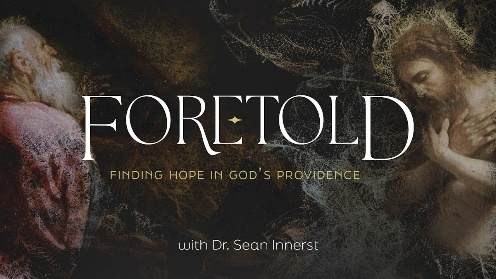 FORETOLD
FINDING HOPE IN GOD'S PROVIDENCE
with Dr. Sean Innerst